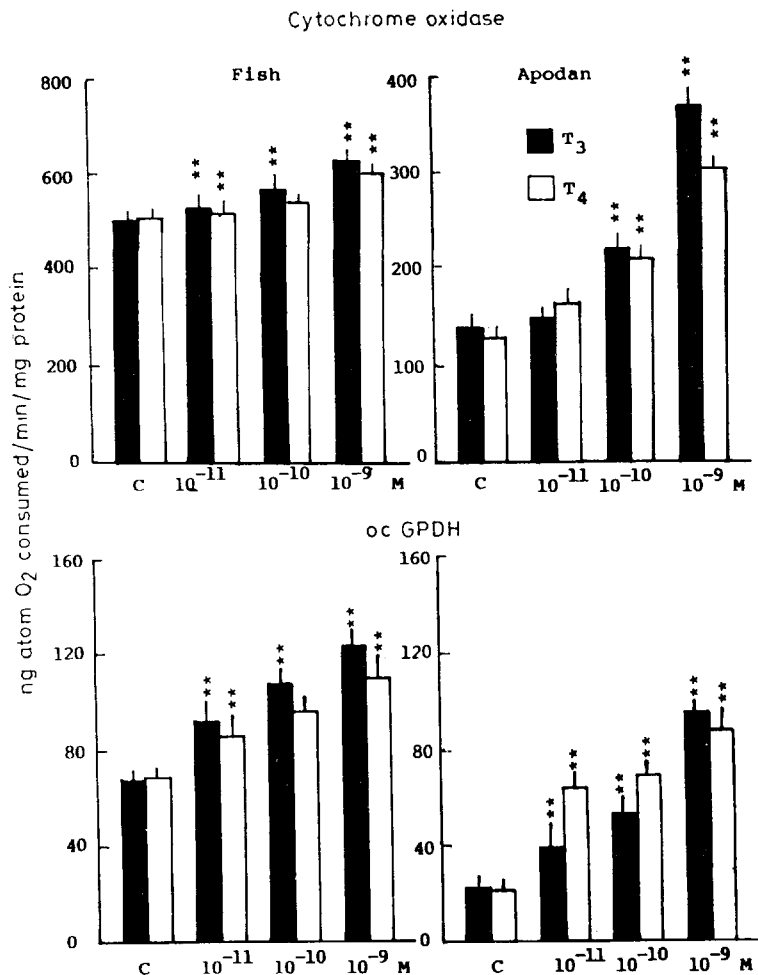 Cytochrome oxidase
Fish
Apodan
800
600
400
200
0
400
300
200
100
0
** ** ** ** **
** ** ** **
T3
T4
C 10-11 10-10 10-9 M
C 10-11 10-10 10-9 M
ng atom O2 consumed/min/mg protein
oc GPDH
160
120
80
40
0
160
120
80
40
0
** ** ** ** **
** ** ** ** ** **
C 10-11 10-10 10-9 M
C 10-11 10-10 10-9 M